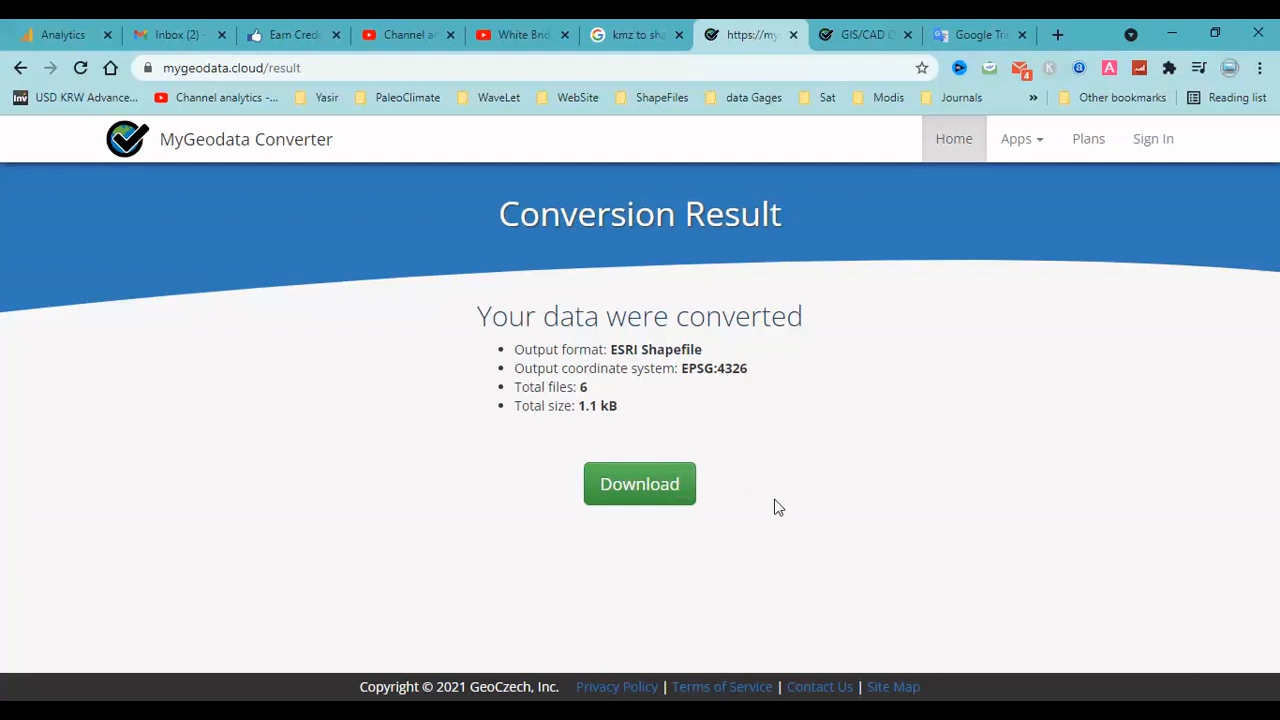 Analytics
Inbox (2) -
Earn Cred
Channel a
White Brid
kmz to sha
https://my
GIS/CAD
Google Tra
mygeodata.cloud/result
4
Inv USD KRW Advance...
Channel analytics -...
Yasir
PaleoClimate
WaveLet
WebSite
ShapeFiles
data Gages
Sat
Modis
Journals
»
Other bookmarks
Reading list
MyGeodata Converter
Home
Apps
Plans
Sign In
Conversion Result
Your data were converted
• Output format: ESRI Shapefile
• Output coordinate system: EPSG:4326
• Total files: 6
• Total size: 1.1 kB
Download
Copyright © 2021 GeoCzech, Inc. Privacy Policy | Terms of Service | Contact Us | Site Map